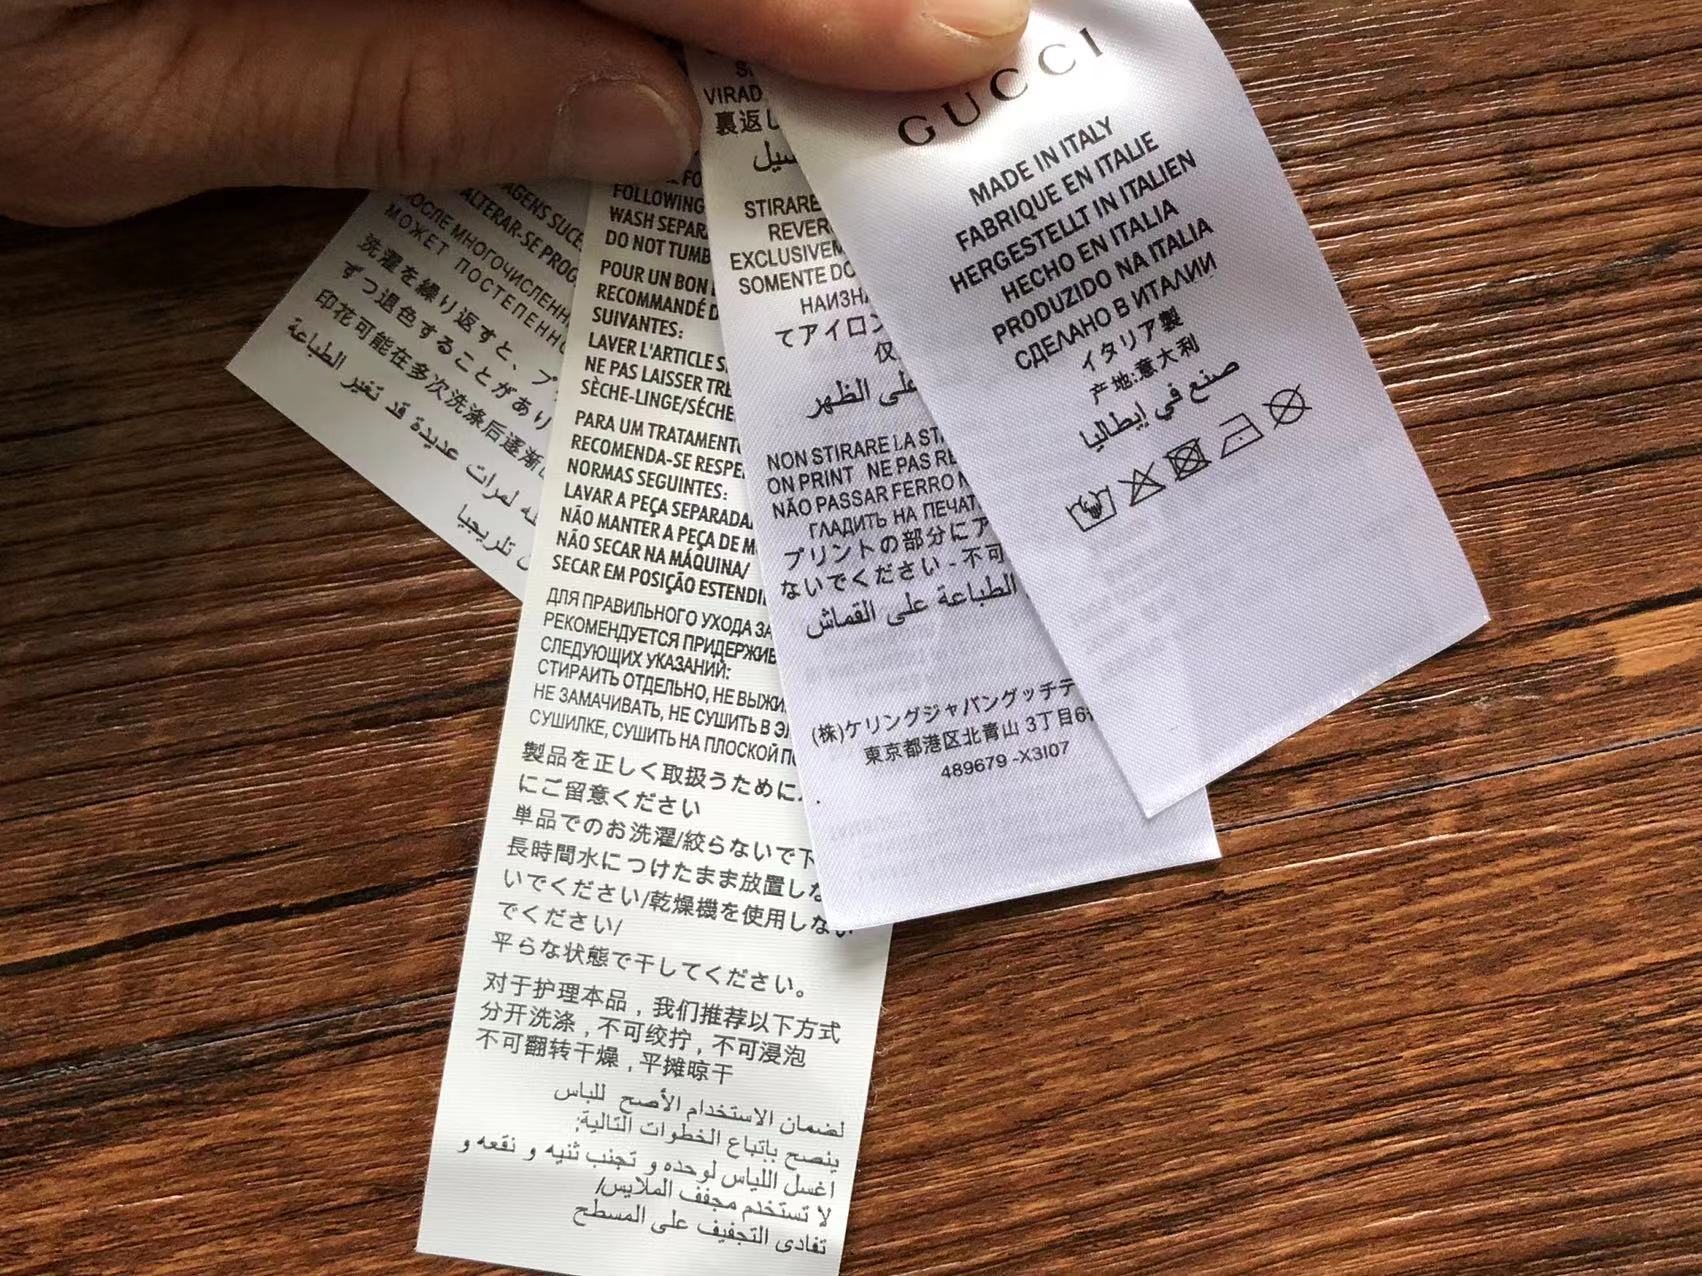 AGENS SUCE
ALTERAR-SE PROG
ПОСЛЕ МНОГОЧИСЛЕНН
МОЖЕТ ПОСТЕПЕННО
洗濯を繰り返すと、プ
ずつ退色することがあり
印花可能在多次洗涤后逐渐
قد تتغير الطباعة
لمرات عديدة
FOLLOWING
WASH SEPAR
DO NOT TUMB
POUR UN BON
RECOMMANDÉ D
SUIVANTES:
LAVER L'ARTICLE S
NE PAS LAISSER TRE
SÈCHE-LINGE/SÉCHE
PARA UM TRATAMENTO
RECOMENDA-SE RESPE
NORMAS SEGUINTES:
LAVAR A PEÇA SEPARADA
NÃO MANTER A PEÇA DE M
NÃO SECAR NA MÁQUINA/
SECAR EM POSIÇÃO ESTENDI
ДЛЯ ПРАВИЛЬНОГО УХОДА ЗА
РЕКОМЕНДУЕТСЯ ПРИДЕРЖИВ
СЛЕДУЮЩИХ УКАЗАНИЙ:
СТИРАИТЬ ОТДЕЛЬНО, НЕ ВЫЖИ
НЕ ЗАМАЧИВАТЬ, НЕ СУШИТЬ В ЭЛ
СУШИЛКЕ, СУШИТЬ НА ПЛОСКОЙ ПО
製品を正しく取扱うために
にご留意ください
単品でのお洗濯/絞らないで下
長時間水につけたまま放置しな
いでください/乾燥機を使用しない
でください/
平らな状態で干してください。
对于护理本品，我们推荐以下方式
分开洗涤，不可绞拧，不可浸泡
不可翻转干燥，平摊晾干
لضمان الاستخدام الأصح للباس
ينصح بإتباع الخطوات التالية:
اغسل اللباس لوحده و تجنب ثنيه و نقعه و
لا تستخدم مجفف الملابس/
تفادى التجفيف على المسطح
VIRAD
裏返し
STIRARE
REVER
EXCLUSIVEM
SOMENTE DO
НАИЗНА
てアイロン
仅
على الظهر
NON STIRARE LA ST
ON PRINT NE PAS RE
NÃO PASSAR FERRO N
ГЛАДИТЬ НА ПЕЧАТ
プリントの部分にア
ないでください - 不可
الطباعة على القماش
(株)ケリングジャパングッチデ
東京都港区北青山 3丁目6
489679 -X3I07
GUCCI
MADE IN ITALY
FABRIQUE EN ITALIE
HERGESTELLT IN ITALIEN
HECHO EN ITALIA
PRODUZIDO NA ITALIA
СДЕЛАНО В ИТАЛИИ
イタリア製
产地:意大利
صنع في إيطاليا